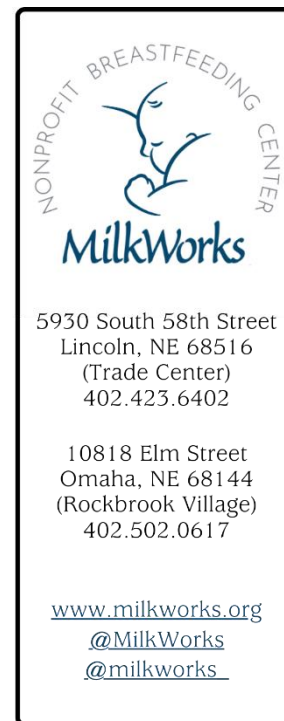 NONPROFIT BREASTFEEDING CENTER
MilkWorks
5930 South 58th Street
Lincoln, NE 68516
(Trade Center)
402.423.6402
10818 Elm Street
Omaha, NE 68144
(Rockbrook Village)
402.502.0617
www.milkworks.org
@MilkWorks
@milkworks_